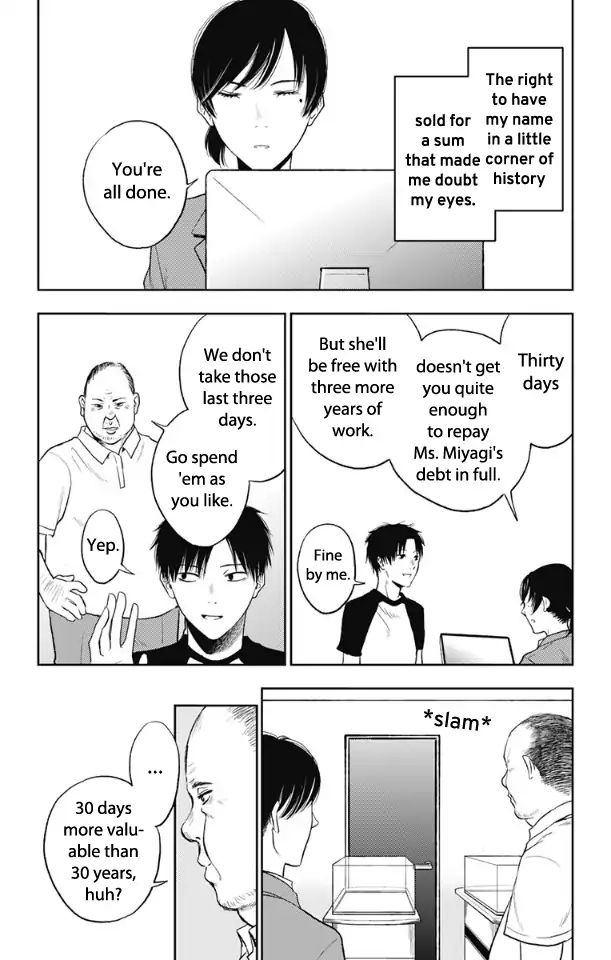 The right
to have
my name
in a little
corner of
history
sold for
a sum
that made
me doubt
my eyes.
You're
all done.
Thirty
days
doesn't get
you quite
enough
to repay
Ms. Miyagi's
debt in full.
But she'll
be free with
three more
years of
work.
Fine
by me.
We don't
take those
last three
days.
Go spend
'em as
you like.
Yep.
*slam*
...
30 days
more valu-
able than
30 years,
huh?